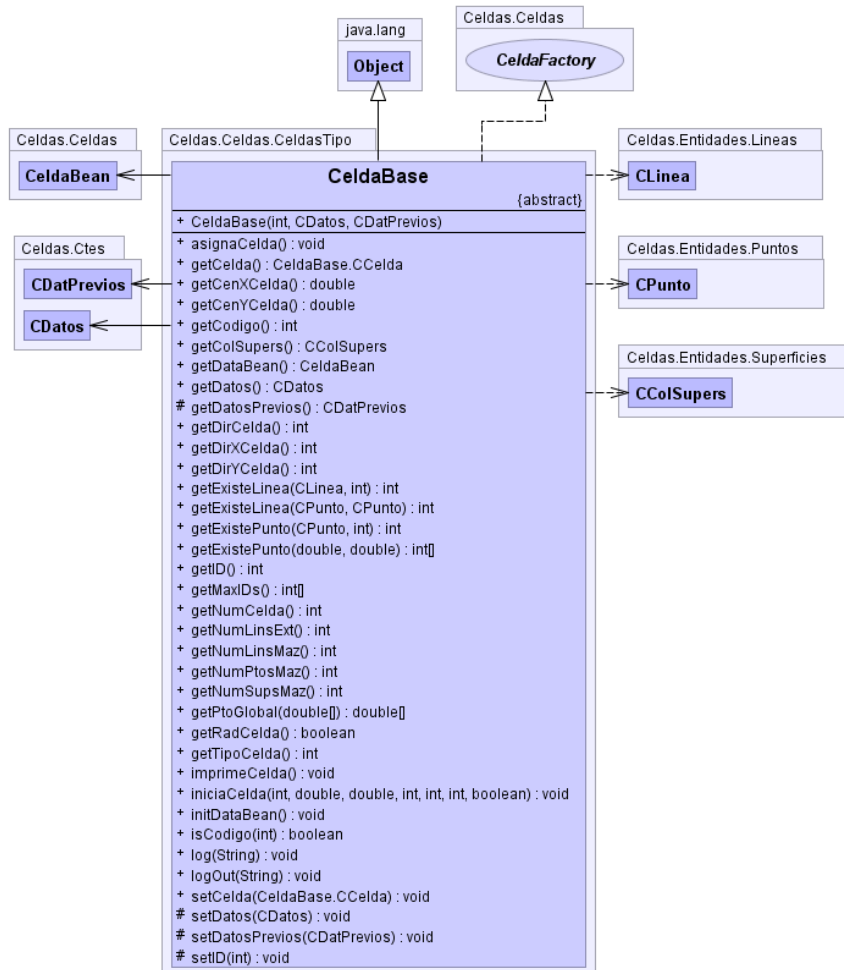 java.lang
Object
Celdas.Celdas
CeldaFactory
Celdas.Celdas
CeldaBean
Celdas.Ctes
CDatPrevios
CDatos
Celdas.Celdas.CeldasTipo
CeldaBase
{abstract}
+ CeldaBase(int, CDatos, CDatPrevios)
+ asignaCelda() : void
+ getCelda() : CeldaBase.CCelda
+ getCenXCelda() : double
+ getCenYCelda() : double
+ getCodigo() : int
+ getColSupers() : CColSupers
+ getDataBean() : CeldaBean
+ getDatos() : CDatos
# getDatosPrevios() : CDatPrevios
+ getDirCelda() : int
+ getDirXCelda() : int
+ getDirYCelda() : int
+ getExisteLinea(CLinea, int) : int
+ getExisteLinea(CPunto, CPunto) : int
+ getExistePunto(CPunto, int) : int
+ getExistePunto(double, double) : int[]
+ getID() : int
+ getMaxIDs() : int[]
+ getNumCelda() : int
+ getNumLinsExt() : int
+ getNumLinsMaz() : int
+ getNumPtosMaz() : int
+ getNumSupsMaz() : int
+ getPtoGlobal(double[]) : double[]
+ getRadCelda() : boolean
+ getTipoCelda() : int
+ imprimeCelda() : void
+ iniciaCelda(int, double, double, int, int, int, boolean) : void
+ initDataBean() : void
+ isCodigo(int) : boolean
+ log(String) : void
+ logOut(String) : void
+ setCelda(CeldaBase.CCelda) : void
# setDatos(CDatos) : void
# setDatosPrevios(CDatPrevios) : void
# setID(int) : void
Celdas.Entidades.Lineas
CLinea
Celdas.Entidades.Puntos
CPunto
Celdas.Entidades.Superficies
CColSupers